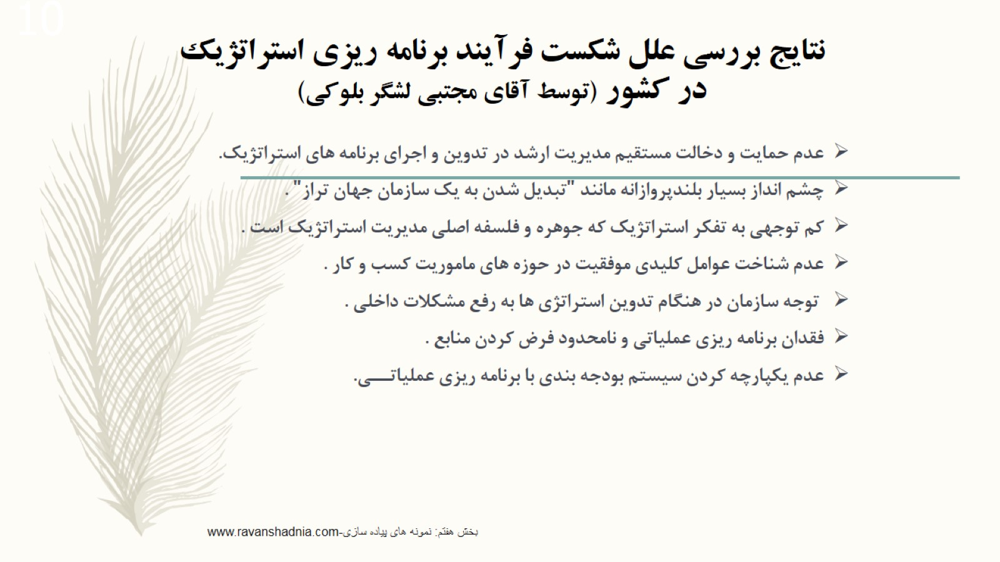 10
نتایج بررسی علل شکست فرآیند برنامه ریزی استراتژیک
در کشور (توسط آقای مجتبی لشگر بلوکی)
عدم حمایت و دخالت مستقیم مدیریت ارشد در تدوین و اجرای برنامه های استراتژیک.
چشم انداز بسیار بلندپروازانه مانند "تبدیل شدن به یک سازمان جهان تراز" .
کم توجهی به تفکر استراتژیک که جوهره و فلسفه اصلی مدیریت استراتژیک است .
عدم شناخت عوامل کلیدی موفقیت در حوزه های ماموریت کسب و کار .
توجه سازمان در هنگام تدوین استراتژی ها به رفع مشکلات داخلی .
فقدان برنامه ریزی عملیاتی و نامحدود فرض کردن منابع .
عدم یکپارچه کردن سیستم بودجه بندی با برنامه ریزی عملیاتـــی.
بخش هفتم: نمونه های پیاده سازی-www.ravanshadnia.com